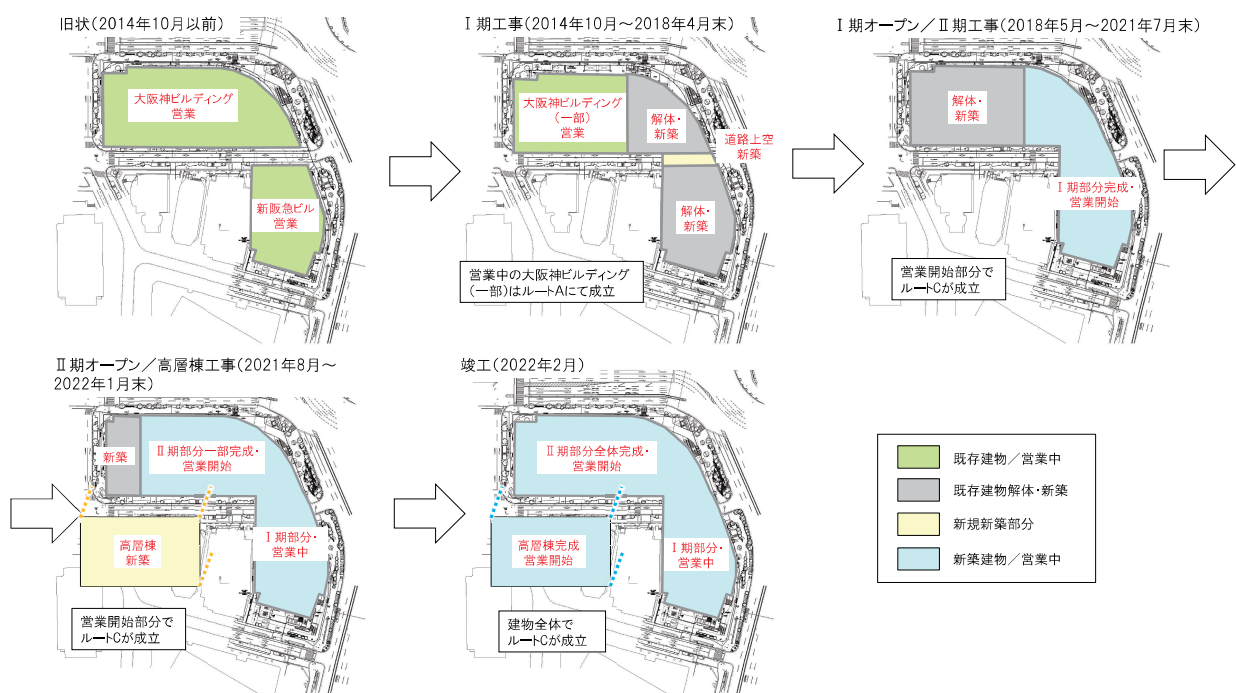 旧状(2014年10月以前)
大阪神ビルディング
営業
新阪急ビル
営業
Ⅰ期工事(2014年10月～2018年4月末)
大阪神ビルディング
(一部)
営業
解体・
新築
道路上空
新築
解体・
新築
営業中の大阪神ビルディング
(一部)はルートAにて成立
Ⅰ期オープン／Ⅱ期工事(2018年5月～2021年7月末)
解体・
新築
Ⅰ期部分完成・
営業開始
営業開始部分で
ルートCが成立
Ⅱ期オープン／高層棟工事(2021年8月～
2022年1月末)
新築
Ⅱ期部分一部完成・
営業開始
高層棟
新築
Ⅰ期部分・
営業中
営業開始部分で
ルートCが成立
竣工(2022年2月)
Ⅱ期部分全体完成・
営業開始
高層棟完成
営業開始
Ⅰ期部分・
営業中
建物全体で
ルートCが成立
既存建物／営業中
既存建物解体・新築
新規新築部分
新築建物／営業中